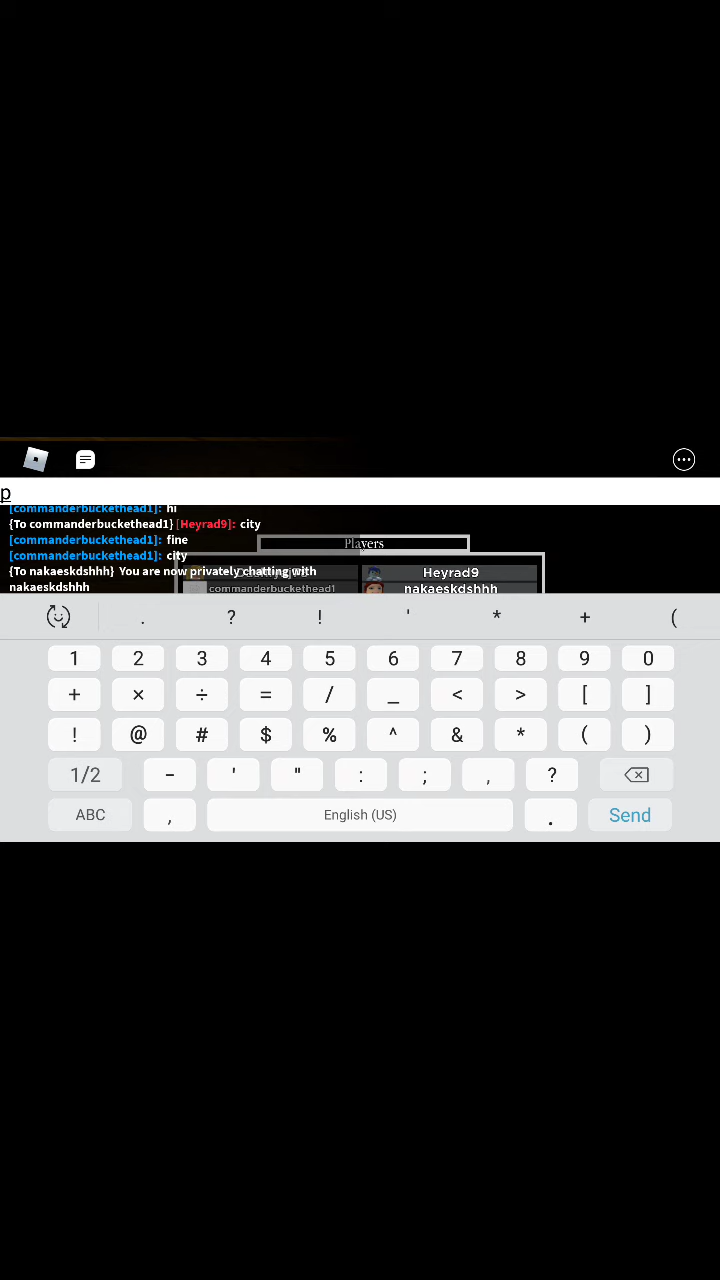 p
[commanderbuckethead1]: hi
{To commanderbuckethead1} [Heyrad9]: city
[commanderbuckethead1]: fine
[commanderbuckethead1]: city
{To nakaeskdshhh} You are now privately chatting with
nakaeskdshhh
Players
Heyrad9
commanderbuckethead1
nakaeskdshhh
. ? ! ' * + (
1 2 3 4 5 6 7 8 9 0
+ × ÷ = / _ < > [ ]
! @ # $ % ^ & * ( )
1/2 - ' " : ; , ?
ABC , English (US) . Send